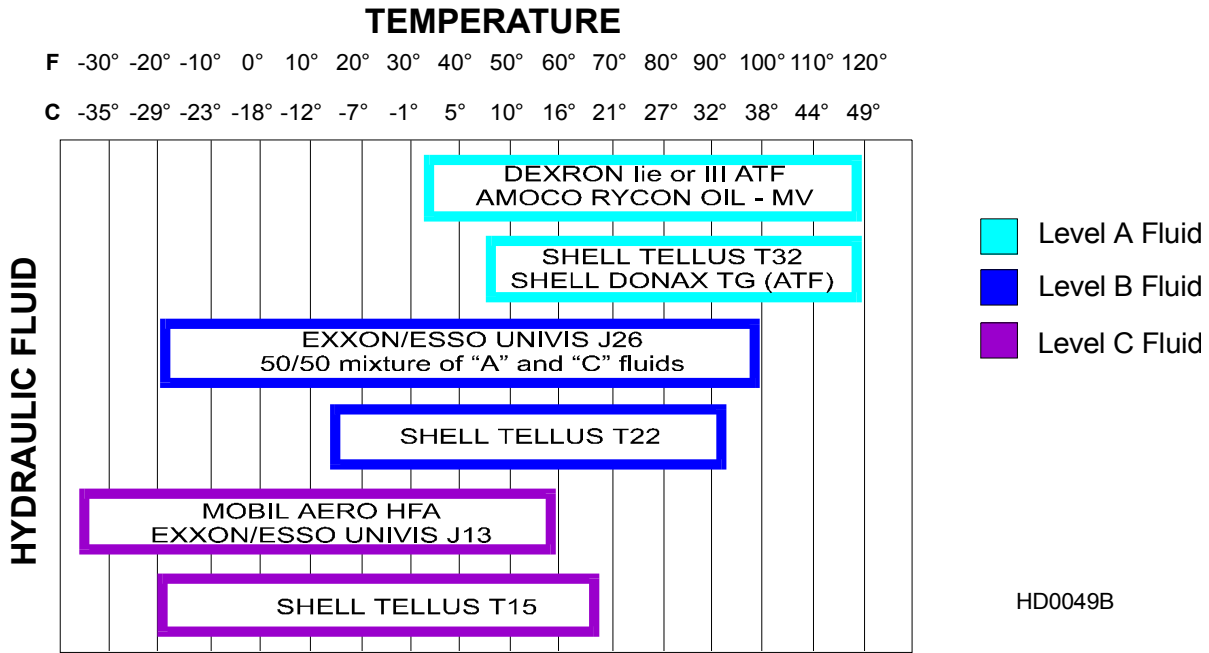 TEMPERATURE
F -30° -20° -10° 0° 10° 20° 30° 40° 50° 60° 70° 80° 90° 100° 110° 120°
C -35° -29° -23° -18° -12° -7° -1° 5° 10° 16° 21° 27° 32° 38° 44° 49°
HYDRAULIC FLUID
DEXRON IIe or III ATF
AMOCO RYCON OIL - MV
SHELL TELLUS T32
SHELL DONAX TG (ATF)
EXXON/ESSO UNIVIS J26
50/50 mixture of “A” and “C” fluids
SHELL TELLUS T22
MOBIL AERO HFA
EXXON/ESSO UNIVIS J13
SHELL TELLUS T15
Level A Fluid
Level B Fluid
Level C Fluid
HD0049B